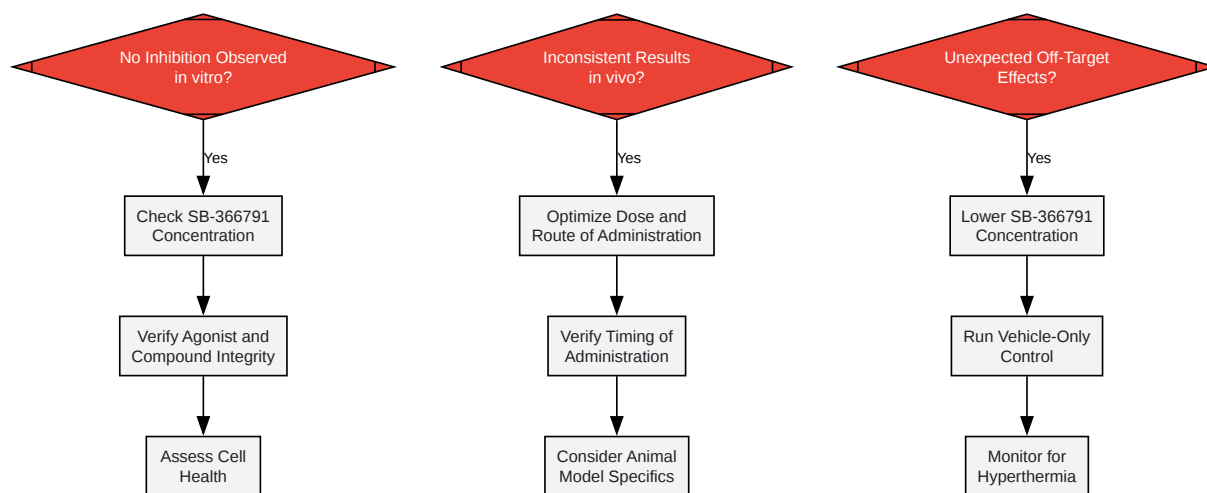 No Inhibition Observed
in vitro?
Yes
Check SB-366791
Concentration
Verify Agonist and
Compound Integrity
Assess Cell
Health
Inconsistent Results
in vivo?
Yes
Optimize Dose and
Route of Administration
Verify Timing of
Administration
Consider Animal
Model Specifics
Unexpected Off-Target
Effects?
Yes
Lower SB-366791
Concentration
Run Vehicle-Only
Control
Monitor for
Hyperthermia